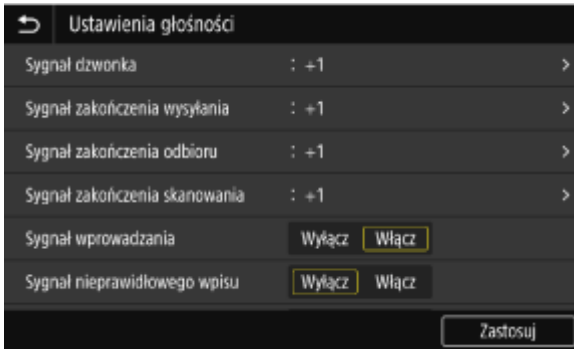 Ustawienia głośności
Sygnał dzwonka : +1 >
Sygnał zakończenia wysyłania : +1 >
Sygnał zakończenia odbioru : +1 >
Sygnał zakończenia skanowania : +1 >
Sygnał wprowadzania Wyłącz Włącz
Sygnał nieprawidłowego wpisu Wyłącz Włącz
Zastosuj